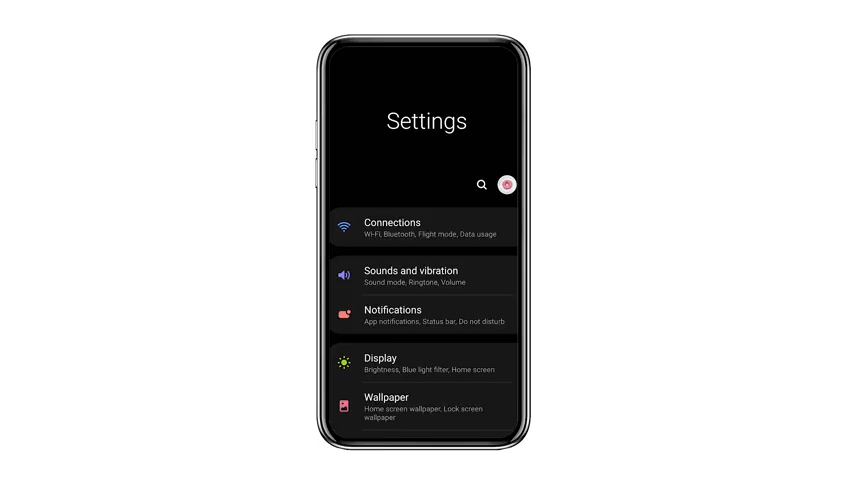 Settings
Connections
Wi-Fi, Bluetooth, Flight mode, Data usage
Sounds and vibration
Sound mode, Ringtone, Volume
Notifications
App notifications, Status bar, Do not disturb
Display
Brightness, Blue light filter, Home screen
Wallpaper
Home screen wallpaper, Lock screen
wallpaper